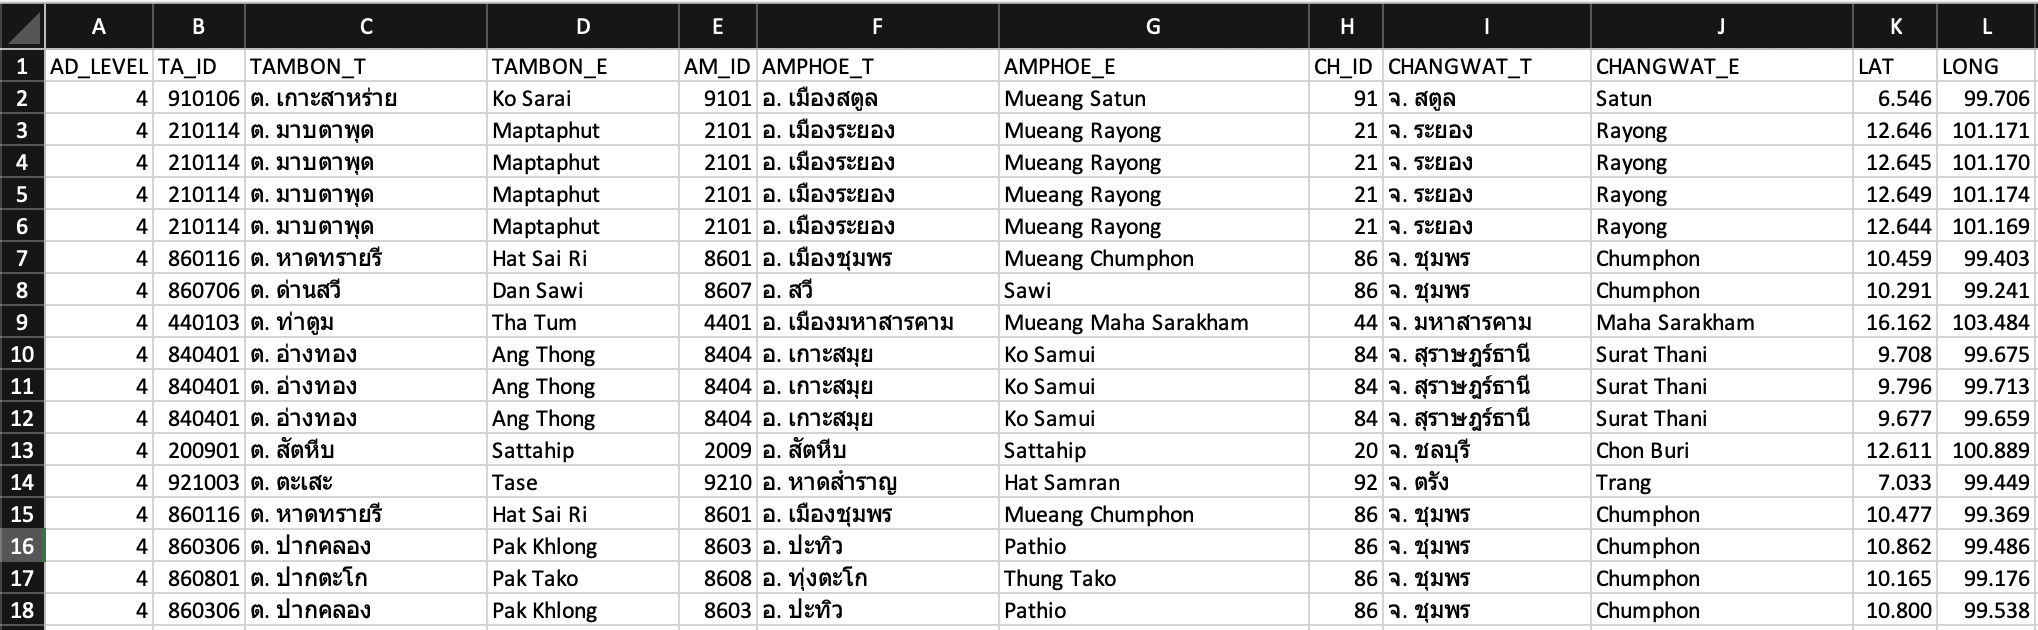 A B C D E F G H I J K L
1 AD_LEVEL TA_ID TAMBON_T TAMBON_E AM_ID AMPHOE_T AMPHOE_E CH_ID CHANGWAT_T CHANGWAT_E LAT LONG
2 4 910106 ต. เกาะสาหร่าย Ko Sarai 9101 อ. เมืองสตูล Mueang Satun 91 จ. สตูล Satun 6.546 99.706
3 4 210114 ต. มาบตาพุด Maptaphut 2101 อ. เมืองระยอง Mueang Rayong 21 จ. ระยอง Rayong 12.646 101.171
4 4 210114 ต. มาบตาพุด Maptaphut 2101 อ. เมืองระยอง Mueang Rayong 21 จ. ระยอง Rayong 12.645 101.170
5 4 210114 ต. มาบตาพุด Maptaphut 2101 อ. เมืองระยอง Mueang Rayong 21 จ. ระยอง Rayong 12.649 101.174
6 4 210114 ต. มาบตาพุด Maptaphut 2101 อ. เมืองระยอง Mueang Rayong 21 จ. ระยอง Rayong 12.644 101.169
7 4 860116 ต. หาดทรายรี Hat Sai Ri 8601 อ. เมืองชุมพร Mueang Chumphon 86 จ. ชุมพร Chumphon 10.459 99.403
8 4 860706 ต. ด่านสวี Dan Sawi 8607 อ. สวี Sawi 86 จ. ชุมพร Chumphon 10.291 99.241
9 4 440103 ต. ท่าตูม Tha Tum 4401 อ. เมืองมหาสารคาม Mueang Maha Sarakham 44 จ. มหาสารคาม Maha Sarakham 16.162 103.484
10 4 840401 ต. อ่างทอง Ang Thong 8404 อ. เกาะสมุย Ko Samui 84 จ. สุราษฎร์ธานี Surat Thani 9.708 99.675
11 4 840401 ต. อ่างทอง Ang Thong 8404 อ. เกาะสมุย Ko Samui 84 จ. สุราษฎร์ธานี Surat Thani 9.796 99.713
12 4 840401 ต. อ่างทอง Ang Thong 8404 อ. เกาะสมุย Ko Samui 84 จ. สุราษฎร์ธานี Surat Thani 9.677 99.659
13 4 200901 ต. สัตหีบ Sattahip 2009 อ. สัตหีบ Sattahip 20 จ. ชลบุรี Chon Buri 12.611 100.889
14 4 921003 ต. ตะเสะ Tase 9210 อ. หาดสำราญ Hat Samran 92 จ. ตรัง Trang 7.033 99.449
15 4 860116 ต. หาดทรายรี Hat Sai Ri 8601 อ. เมืองชุมพร Mueang Chumphon 86 จ. ชุมพร Chumphon 10.477 99.369
16 4 860306 ต. ปากคลอง Pak Khlong 8603 อ. ปะทิว Pathio 86 จ. ชุมพร Chumphon 10.862 99.486
17 4 860801 ต. ปากตะโก Pak Tako 8608 อ. ทุ่งตะโก Thung Tako 86 จ. ชุมพร Chumphon 10.165 99.176
18 4 860306 ต. ปากคลอง Pak Khlong 8603 อ. ปะทิว Pathio 86 จ. ชุมพร Chumphon 10.800 99.538